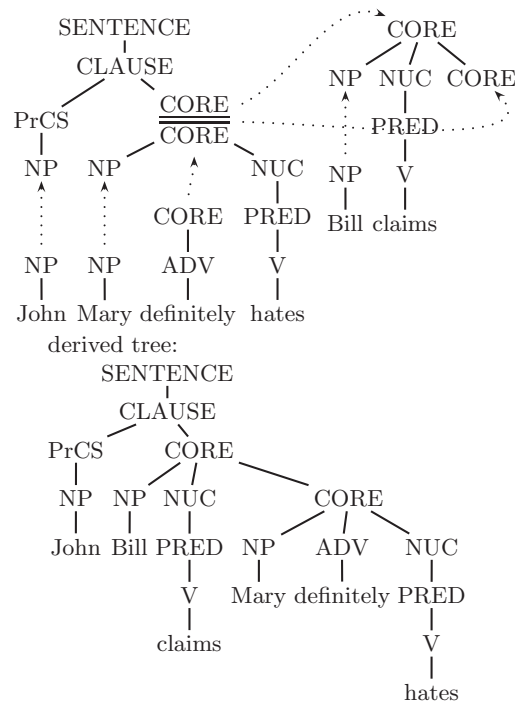 SENTENCE CORE
CLAUSE NP NUC CORE
CORE
PrCS CORE PRED
NP NP NUC NP V
CORE PRED Bill claims
NP NP ADV V
John Mary definitely hates
derived tree:
SENTENCE
CLAUSE
PrCS CORE
NP NP NUC CORE
John Bill PRED NP ADV NUC
V Mary definitely PRED
claims V
hates